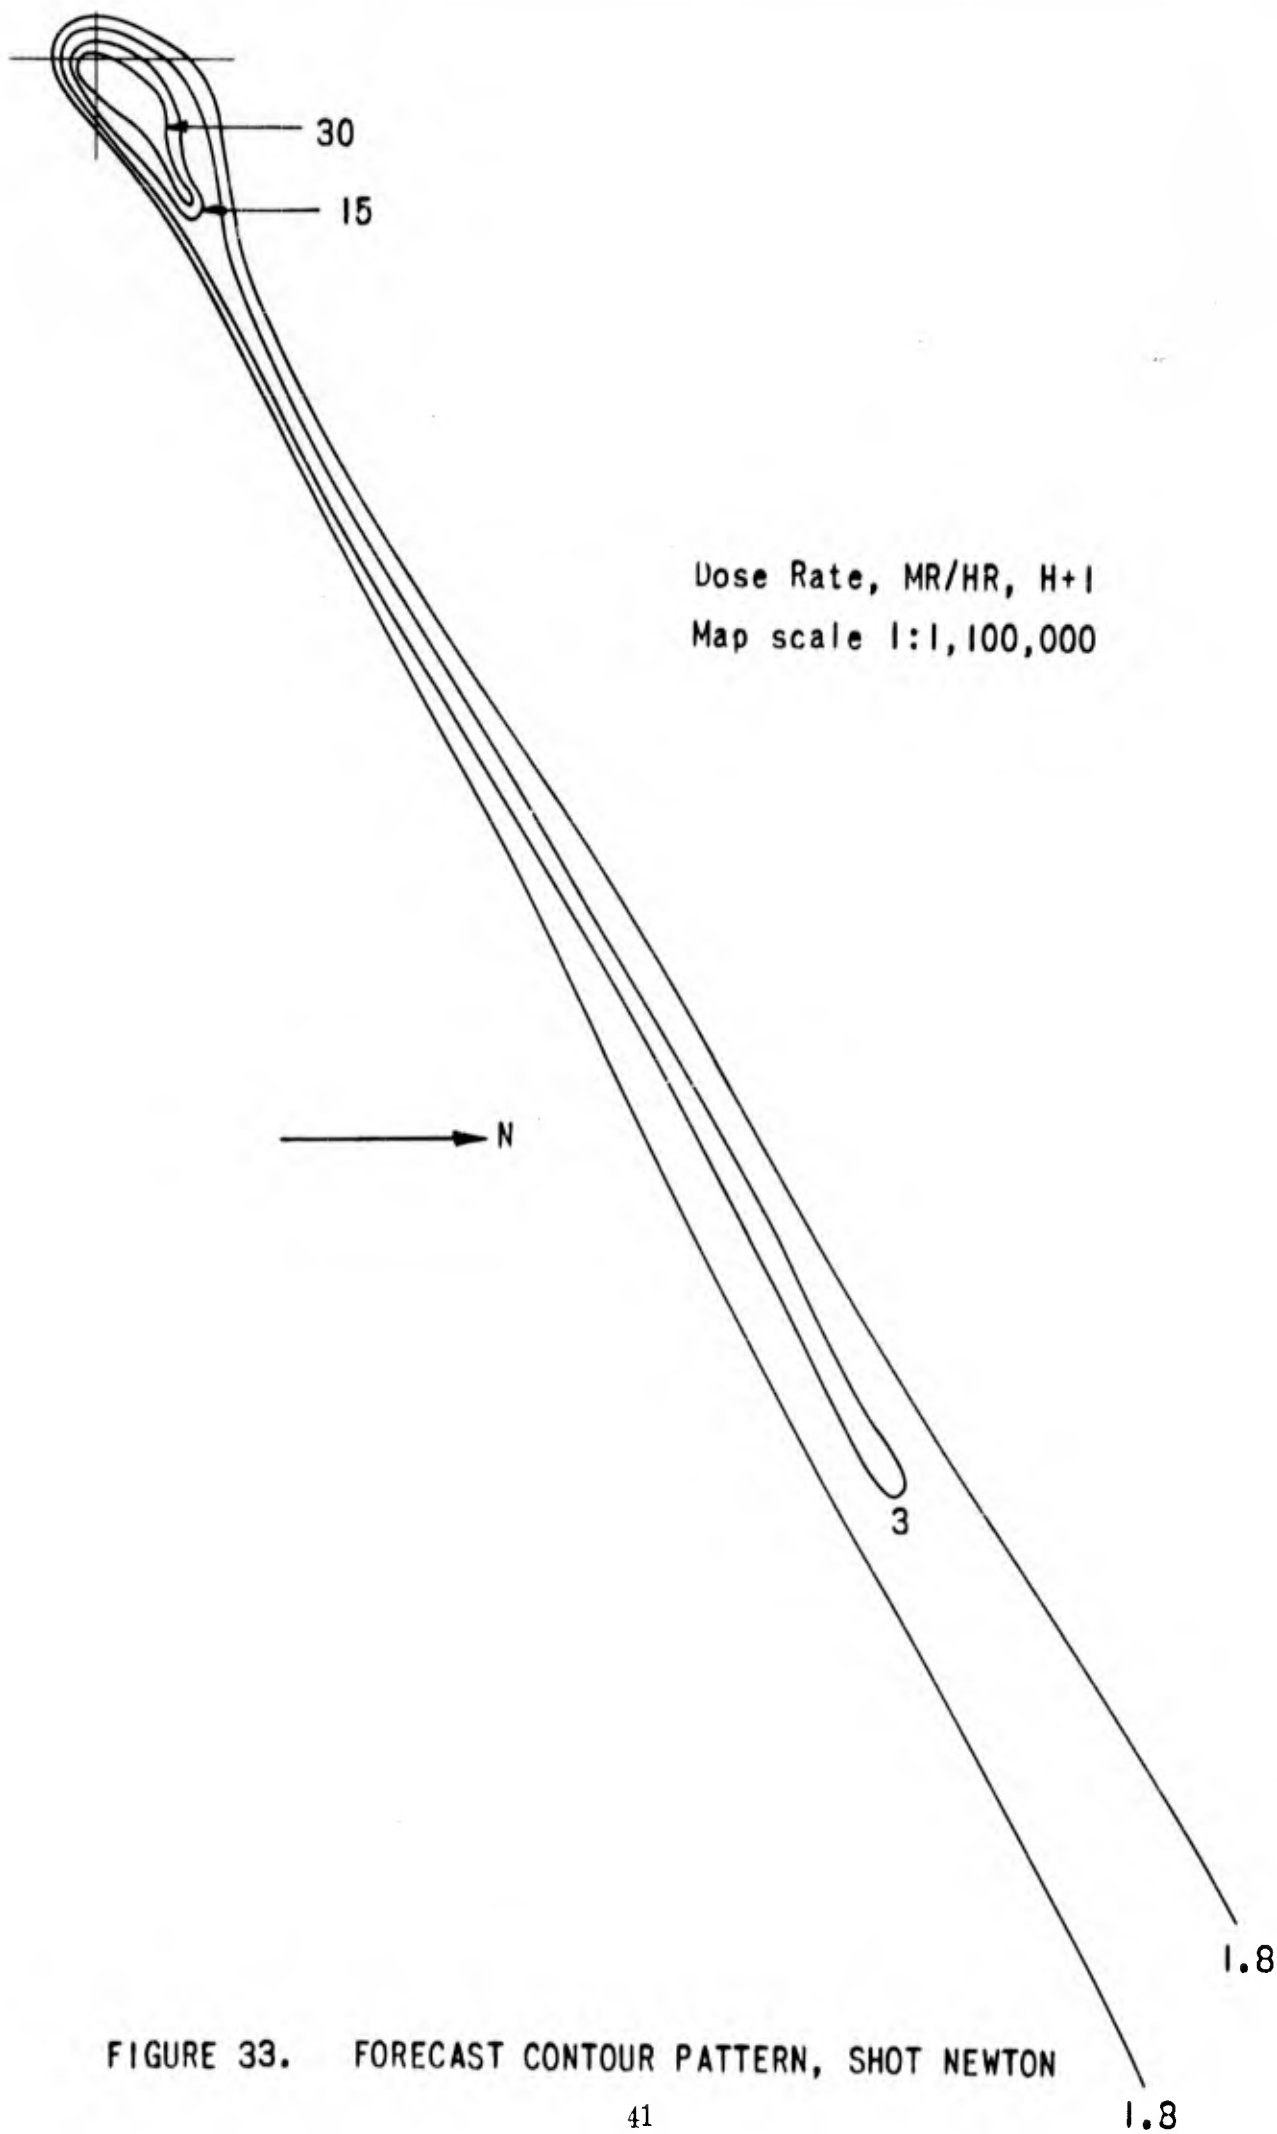 30
15
Dose Rate, MR/HR, H+1
Map scale 1:1,100,000
N
3
1.8
FIGURE 33. FORECAST CONTOUR PATTERN, SHOT NEWTON
41
1.8